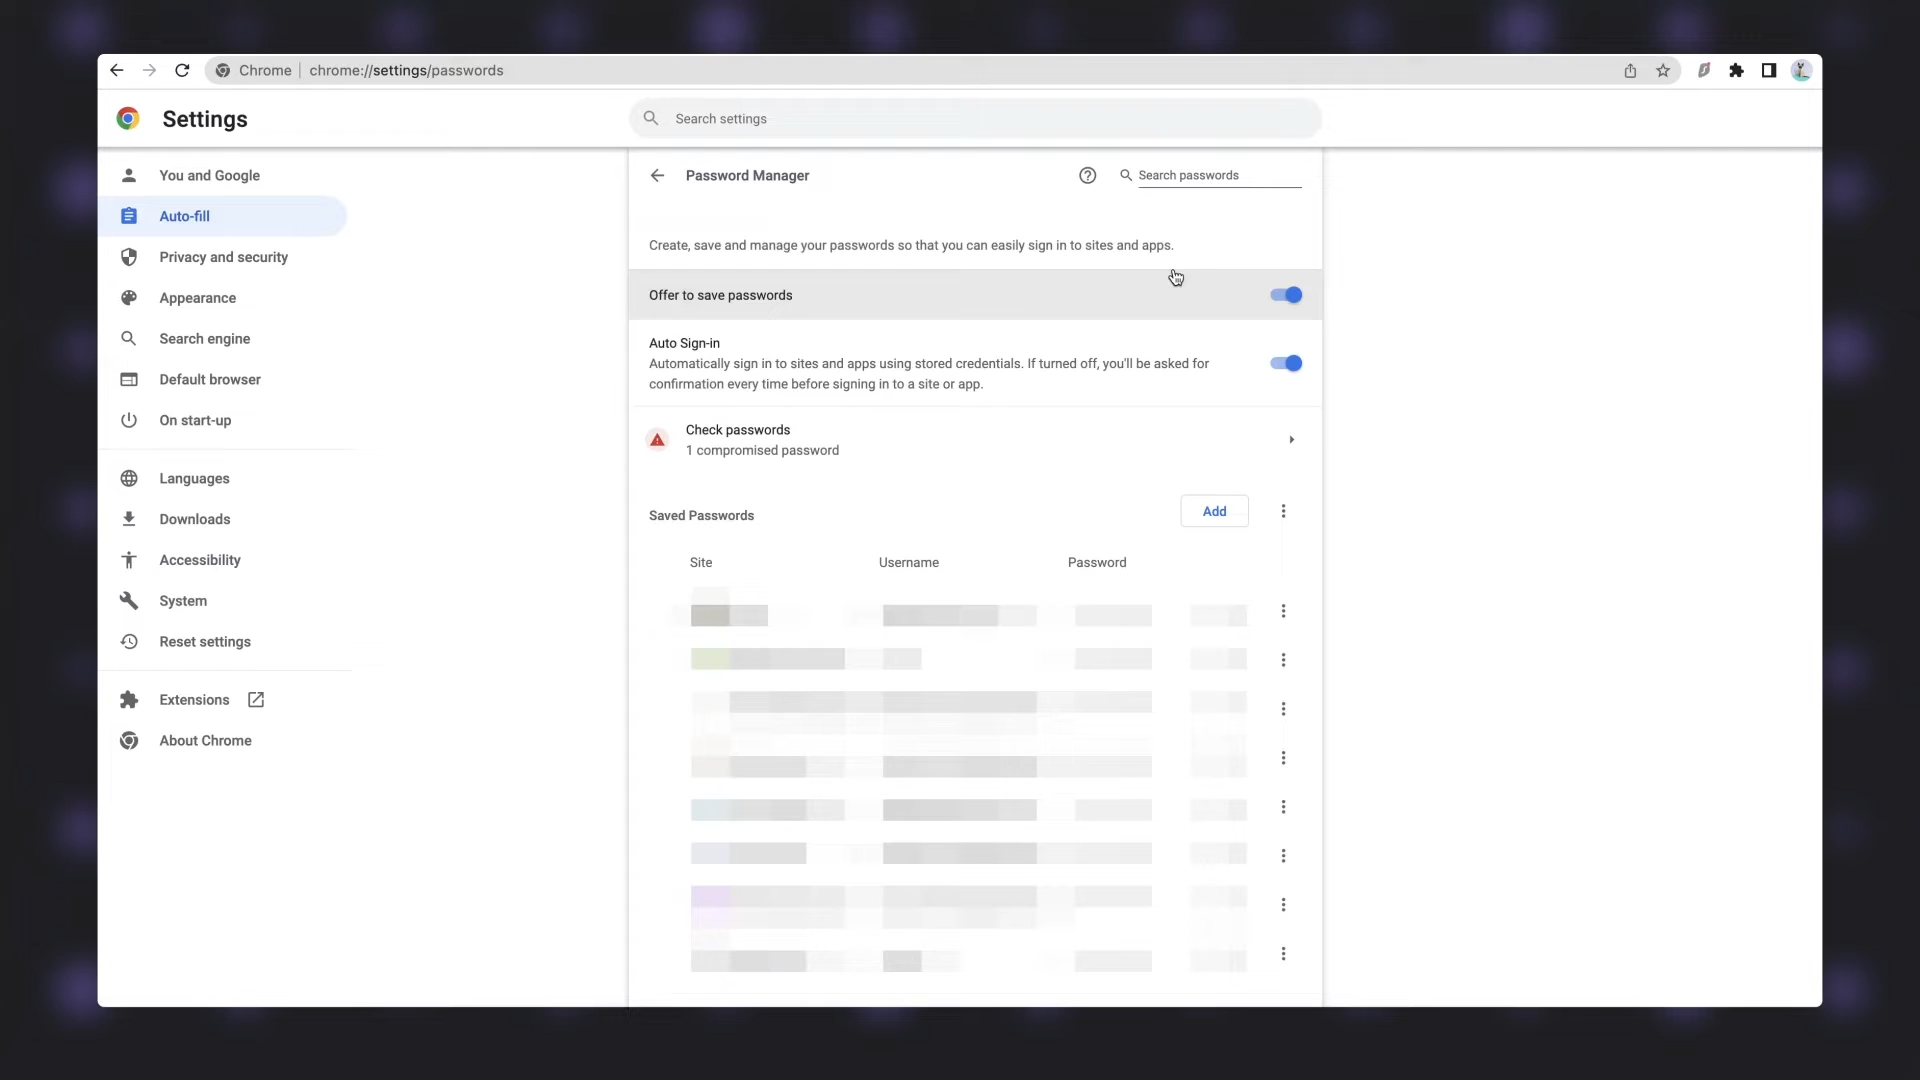 Chrome | chrome://settings/passwords
Settings
Search settings
You and Google
Auto-fill
Privacy and security
Appearance
Search engine
Default browser
On start-up
Languages
Downloads
Accessibility
System
Reset settings
Extensions
About Chrome
Password Manager
Search passwords
Create, save and manage your passwords so that you can easily sign in to sites and apps.
Offer to save passwords
Auto Sign-in
Automatically sign in to sites and apps using stored credentials. If turned off, you'll be asked for
confirmation every time before signing in to a site or app.
Check passwords
1 compromised password
Saved Passwords
Add
Site Username Password